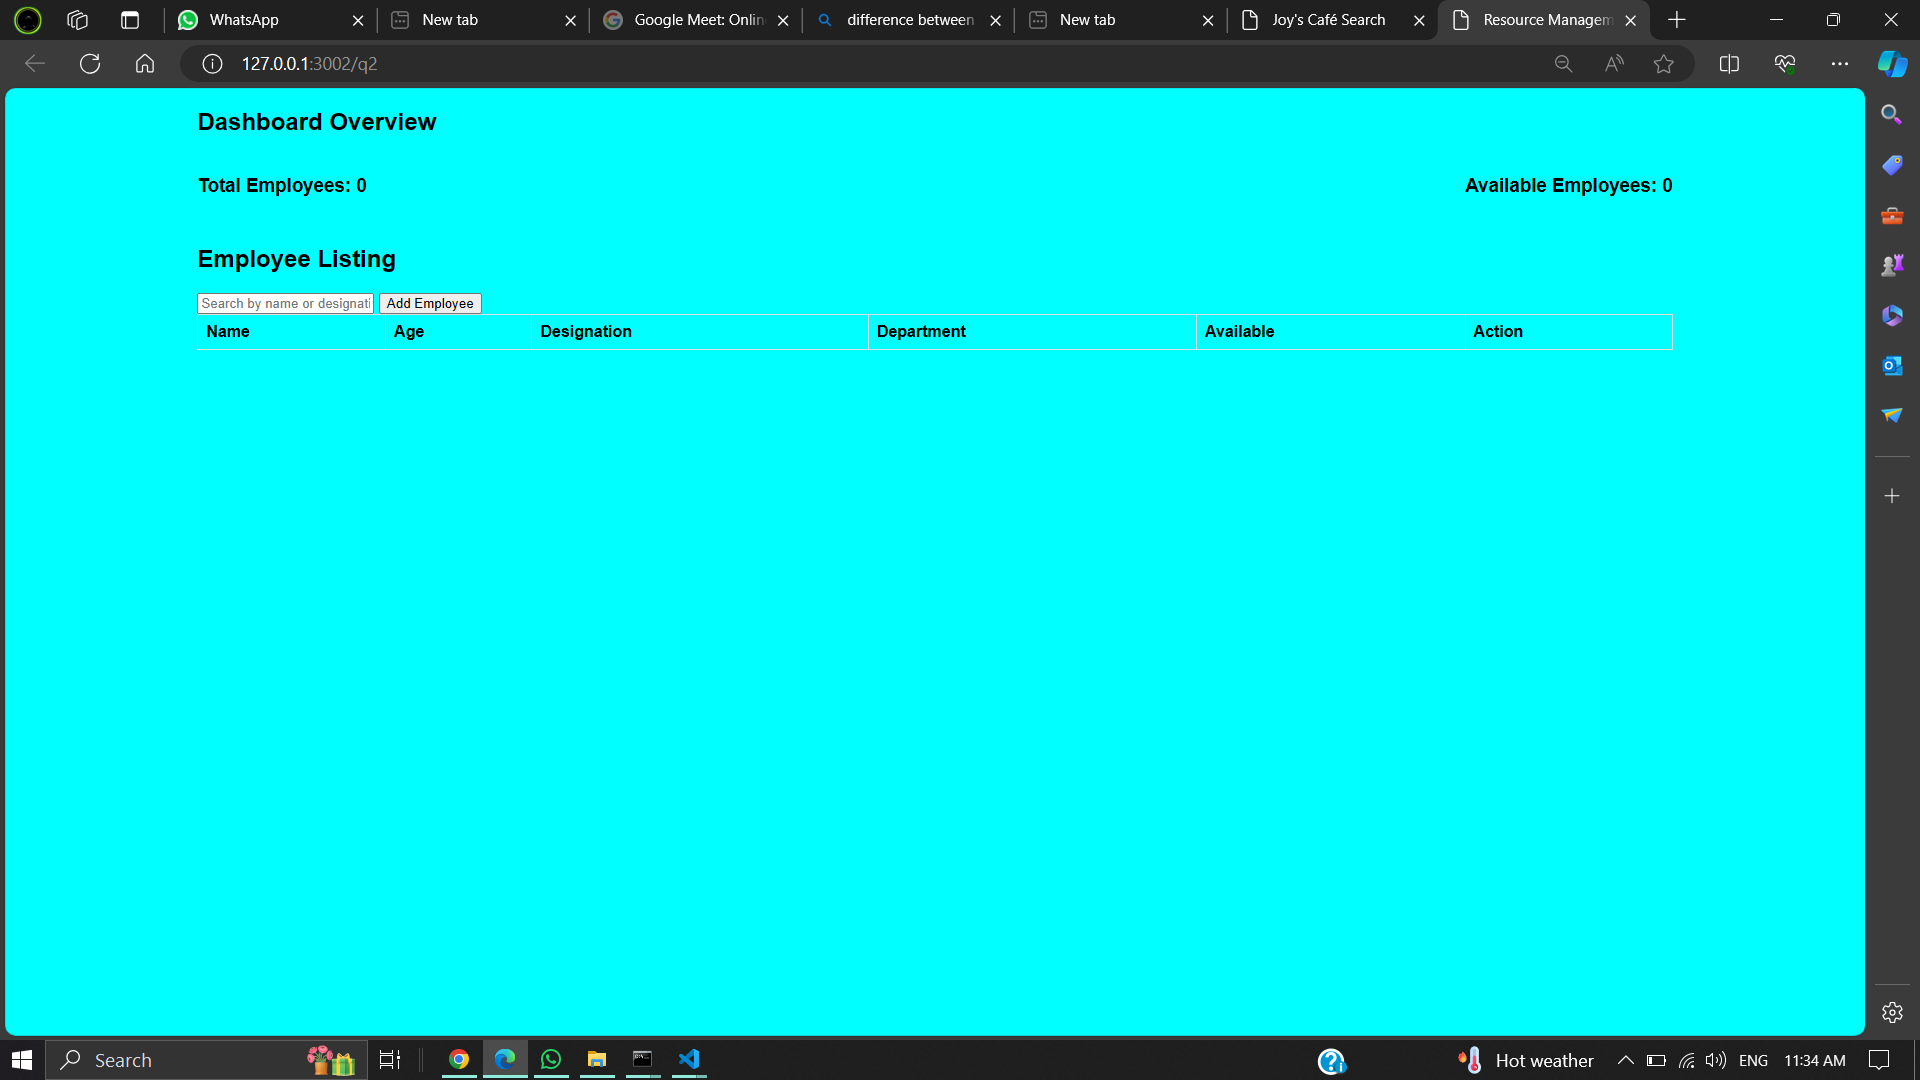 WhatsApp
New tab
Google Meet: Onlin
difference between
New tab
Joy's Café Search
Resource Managem
127.0.0.1:3002/q2
Dashboard Overview
Total Employees: 0
Available Employees: 0
Employee Listing
Search by name or designati
Add Employee
Name Age Designation Department Available Action
Search
Hot weather
ENG
11:34 AM